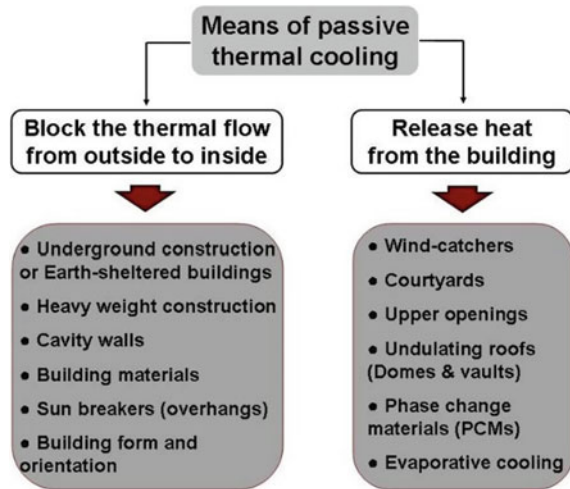 Means of passive
thermal cooling
Block the thermal flow
from outside to inside
Release heat
from the building
● Underground construction
or Earth-sheltered buildings
● Heavy weight construction
● Cavity walls
● Building materials
● Sun breakers (overhangs)
● Building form and
orientation
● Wind-catchers
● Courtyards
● Upper openings
● Undulating roofs
(Domes & vaults)
● Phase change
materials (PCMs)
● Evaporative cooling